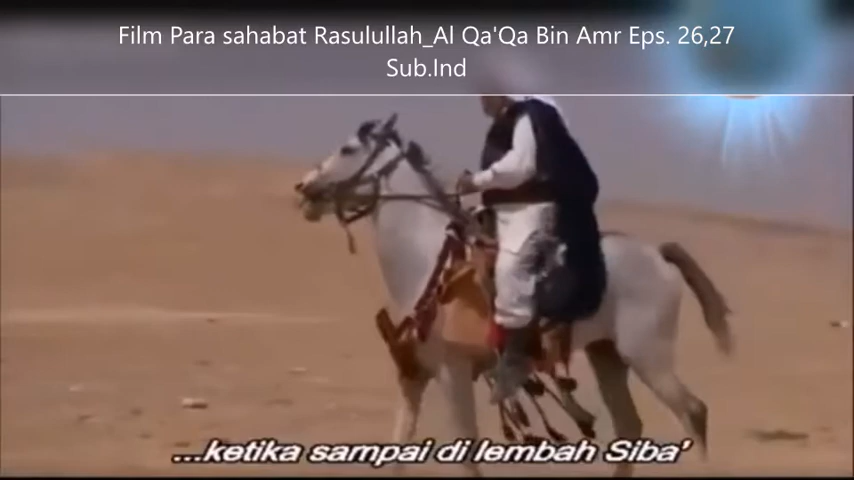 Film Para sahabat Rasulullah_Al Qa'Qa Bin Amr Eps. 26,27
Sub.Ind
...ketika sampai di lembah Siba'